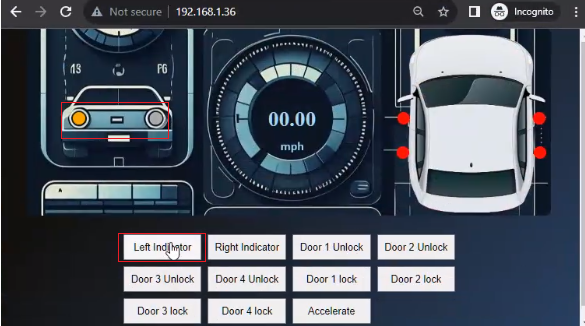 Not secure | 192.168.1.36
Incognito
13
F6
00.00
mph
Left Indicator
Right Indicator
Door 1 Unlock
Door 2 Unlock
Door 3 Unlock
Door 4 Unlock
Door 1 lock
Door 2 lock
Door 3 lock
Door 4 lock
Accelerate